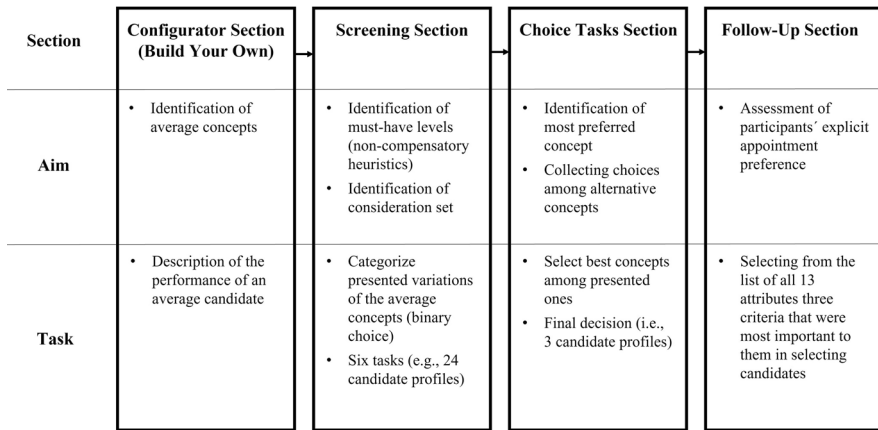 Section
Configurator Section
(Build Your Own)
Screening Section
Choice Tasks Section
Follow-Up Section
Aim
• Identification of
average concepts
• Identification of
must-have levels
(non-compensatory
heuristics)
• Identification of
consideration set
• Identification of
most preferred
concept
• Collecting choices
among alternative
concepts
• Assessment of
participants´ explicit
appointment
preference
Task
• Description of the
performance of an
average candidate
• Categorize
presented variations
of the average
concepts (binary
choice)
• Six tasks (e.g., 24
candidate profiles)
• Select best concepts
among presented
ones
• Final decision (i.e.,
3 candidate profiles)
• Selecting from the
list of all 13
attributes three
criteria that were
most important to
them in selecting
candidates